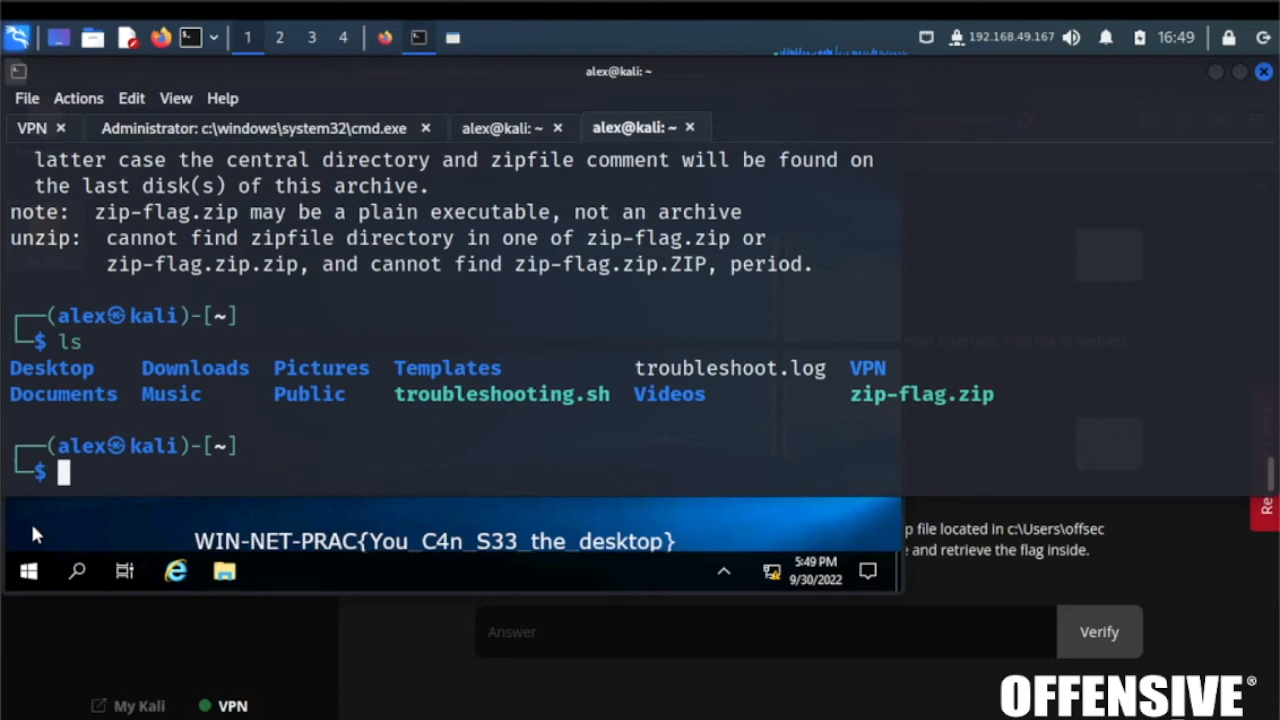 1 2 3 4 192.168.49.167 16:49
alex@kali: ~
File Actions Edit View Help
VPN × Administrator: c:\windows\system32\cmd.exe × alex@kali: ~ × alex@kali: ~ ×
latter case the central directory and zipfile comment will be found on
the last disk(s) of this archive.
note: zip-flag.zip may be a plain executable, not an archive
unzip: cannot find zipfile directory in one of zip-flag.zip or
zip-flag.zip.zip, and cannot find zip-flag.zip.ZIP, period.
┌──(alex㉿kali)-[~]
└─$ ls
Desktop Downloads Pictures Templates troubleshoot.log VPN
Documents Music Public troubleshooting.sh Videos zip-flag.zip
┌──(alex㉿kali)-[~]
└─$
WIN-NET-PRAC{You_C4n_S33_the_desktop}
5:49 PM
9/30/2022
p file located in c:\Users\offsec
and retrieve the flag inside.
Answer Verify
My Kali VPN
OFFENSIVE®